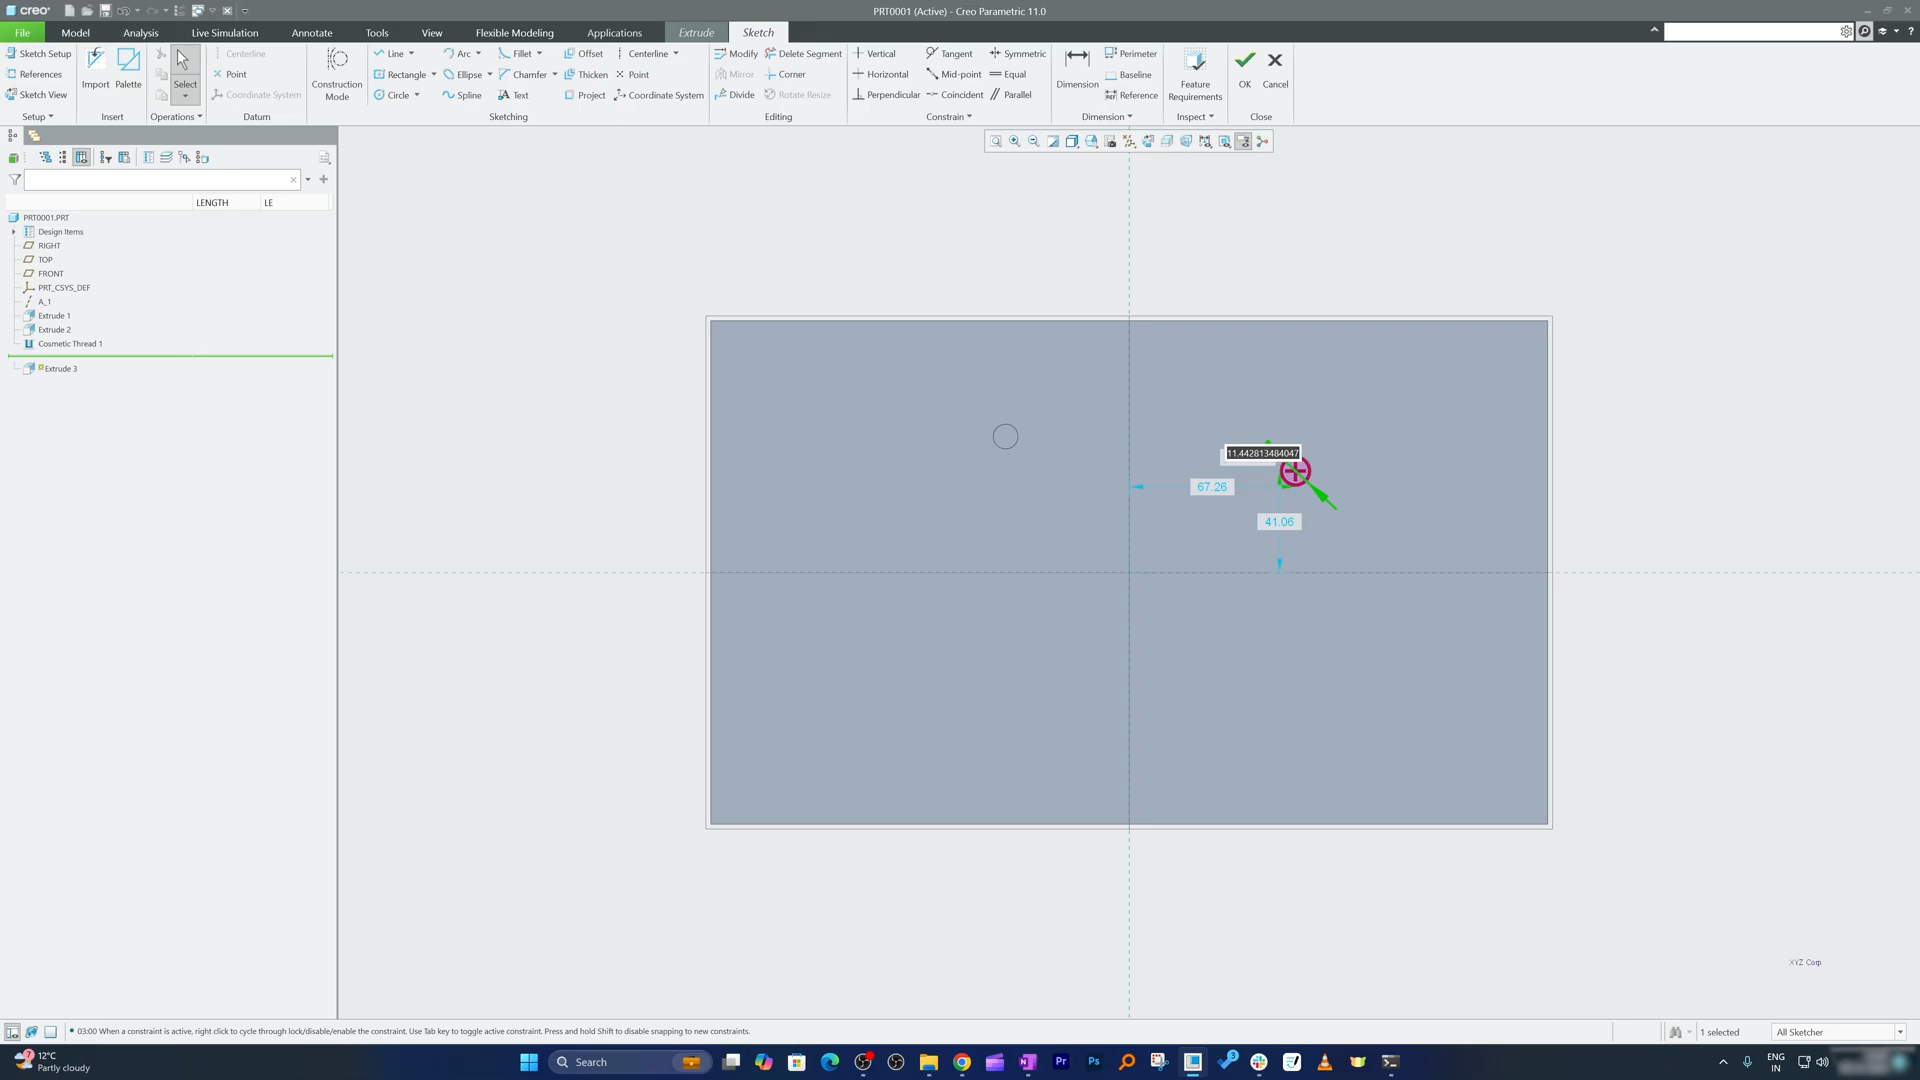 creo®
PRT0001 (Active) - Creo Parametric 11.0
File Model Analysis Live Simulation Annotate Tools View Flexible Modeling Applications Extrude Sketch
Sketch Setup
References
Sketch View
Setup
Import
Palette
Insert
Select
Operations
Centerline
Point
Coordinate System
Datum
Construction
Mode
Line Arc Fillet Offset Centerline
Rectangle Ellipse Chamfer Thicken Point
Circle Spline Text Project Coordinate System
Sketching
Modify Delete Segment
Mirror Corner
Divide Rotate Resize
Editing
Vertical Tangent Symmetric
Horizontal Mid-point Equal
Perpendicular Coincident Parallel
Constrain
Dimension
Perimeter
Baseline
Reference
Dimension
Feature
Requirements
Inspect
OK
Cancel
Close
LENGTH LE
PRT0001.PRT
Design Items
RIGHT
TOP
FRONT
PRT_CSYS_DEF
A_1
Extrude 1
Extrude 2
Cosmetic Thread 1
Extrude 3
11.442813484047
67.26
41.06
XYZ Corp
03:00 When a constraint is active, right click to cycle through lock/disable/enable the constraint. Use Tab key to toggle active constraint. Press and hold Shift to disable snapping to new constraints.
1 selected
All Sketcher
7
12°C
Partly cloudy
Search
Pr
Ps
3
ENG
IN